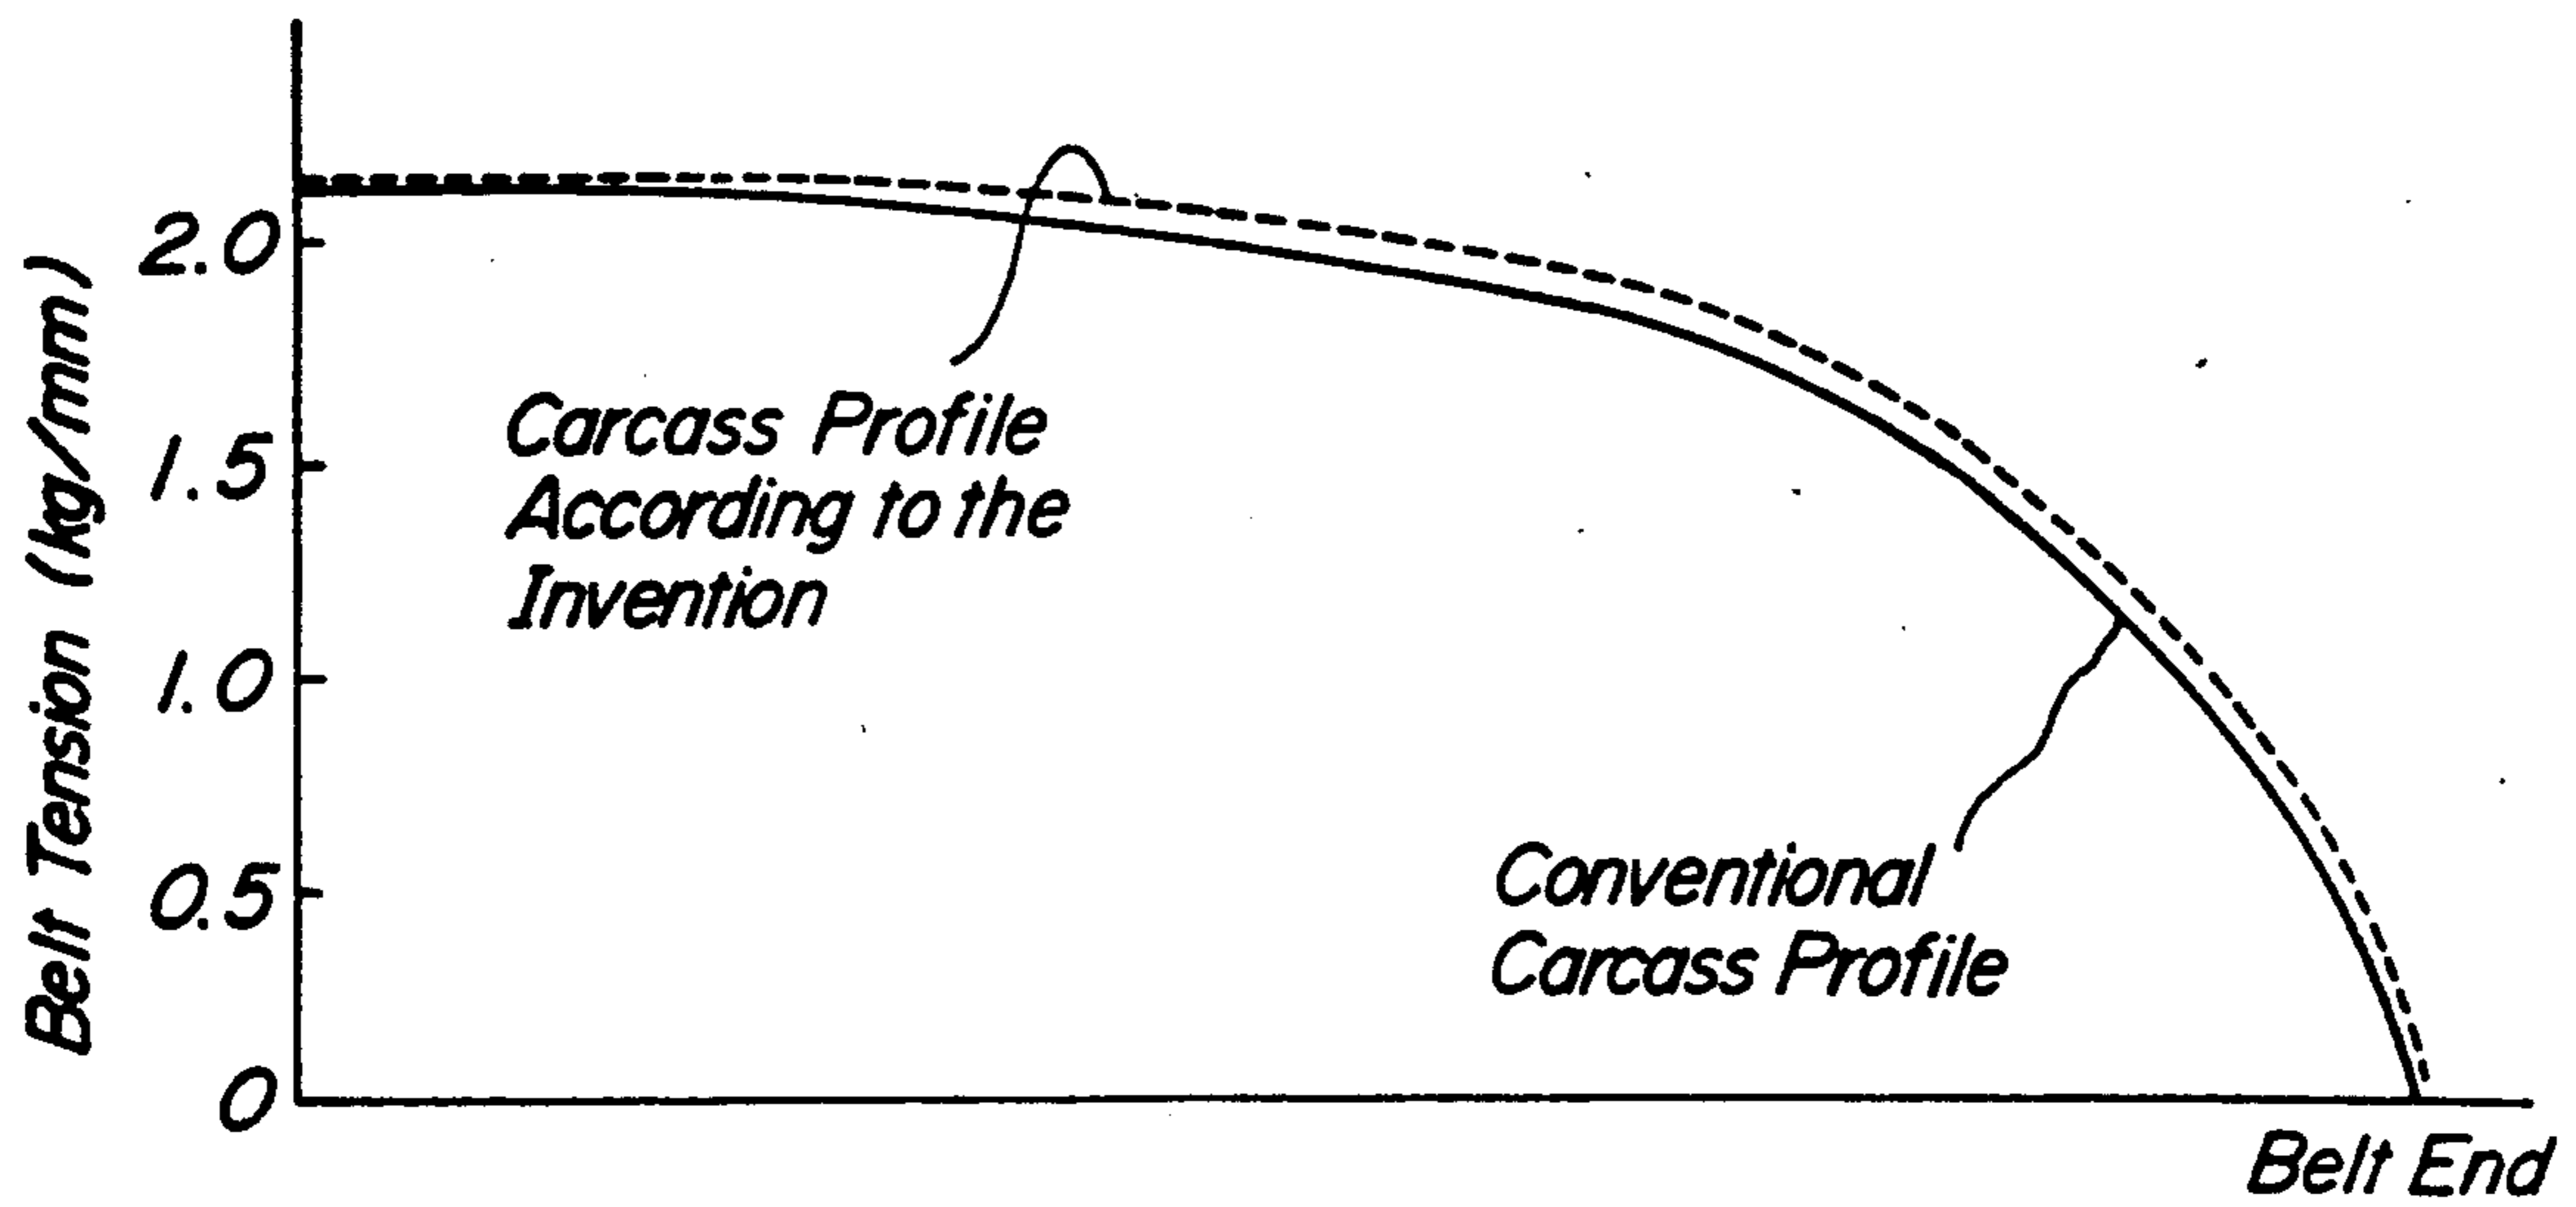 Belt Tension (kg/mm)
2.0
1.5
1.0
0.5
0
Carcass Profile
According to the
Invention
Conventional
Carcass Profile
Belt End